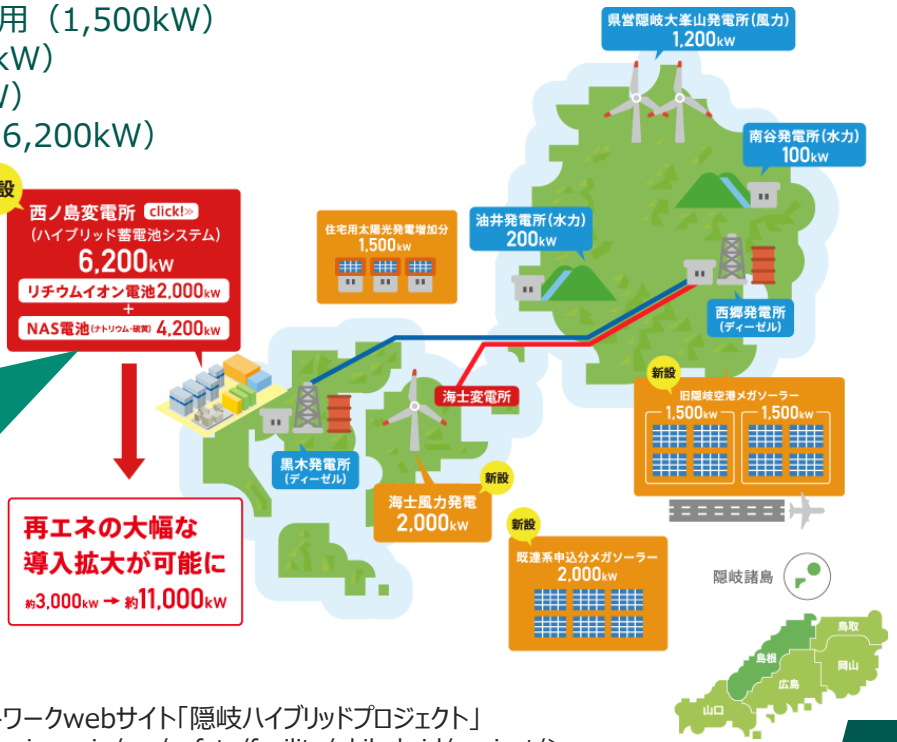 用（1,500kW）
kW）
W）
6,200kW）
県営隠岐大峯山発電所(風力)
1,200kW
南谷発電所(水力)
100kW
設
西ノ島変電所 click!≫
(ハイブリッド蓄電池システム)
6,200kW
リチウムイオン電池2,000kW
+
NAS電池(ナトリウム-硫黄) 4,200kW
住宅用太陽光発電増加分
1,500kW
油井発電所(水力)
200kW
西郷発電所
(ディーゼル)
海士変電所
新設
旧隠岐空港メガソーラー
1,500kW 1,500kW
黒木発電所
(ディーゼル)
新設
海士風力発電
2,000kW
新設
既連系申込分メガソーラー
2,000kW
再エネの大幅な
導入拡大が可能に
約3,000kW → 約11,000kW
隠岐諸島
鳥取
島根
岡山
広島
山口
トワークwebサイト「隠岐ハイブリッドプロジェクト」